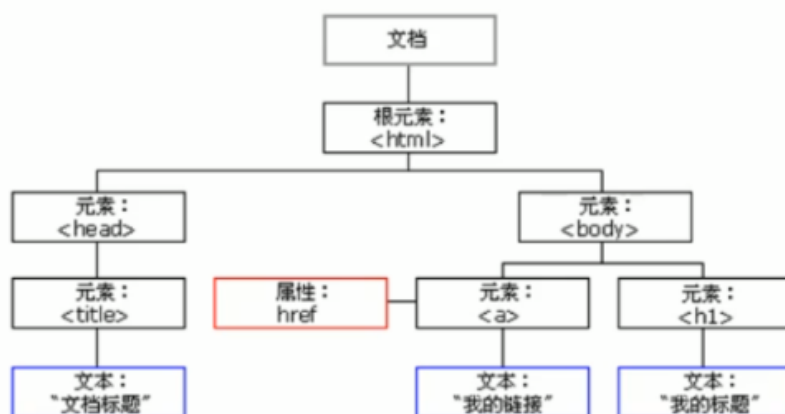 文档
根元素：
<html>
元素：
<head>
元素：
<body>
元素：
<title>
属性：
href
元素：
<a>
元素：
<h1>
文本：
"文档标题"
文本：
"我的链接"
文本：
"我的标题"